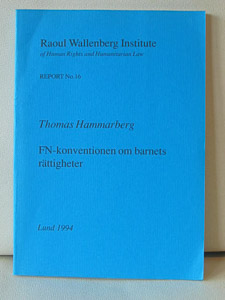 Raoul Wallenberg Institute
of Human Rights and Humanitarian Law
REPORT No. 16
Thomas Hammarberg
FN-konventionen om barnets
rättigheter
Lund 1994